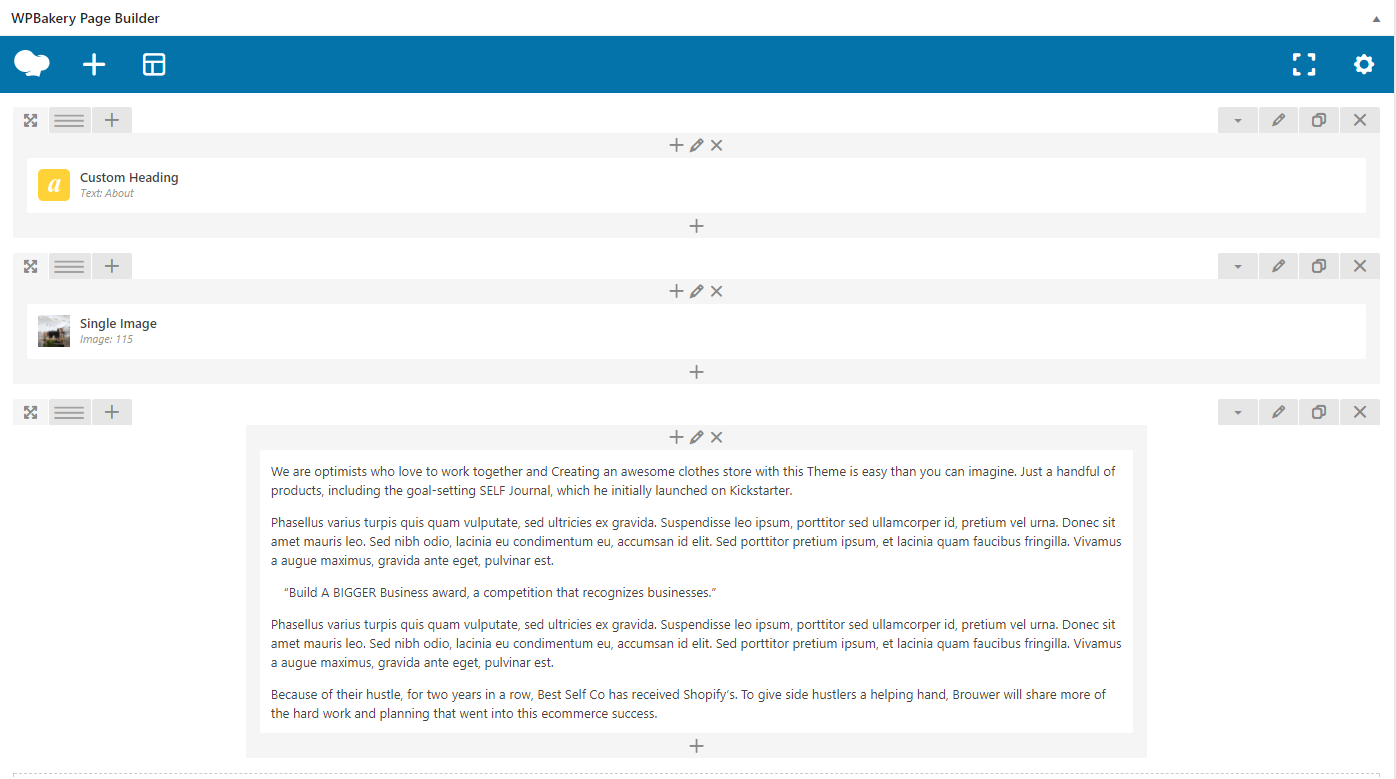 WPBakery Page Builder
Custom Heading
Text: About
Single Image
Image: 115
We are optimists who love to work together and Creating an awesome clothes store with this Theme is easy than you can imagine. Just a handful of
products, including the goal-setting SELF Journal, which he initially launched on Kickstarter.
Phasellus varius turpis quis quam vulputate, sed ultricies ex gravida. Suspendisse leo ipsum, porttitor sed ullamcorper id, pretium vel urna. Donec sit
amet mauris leo. Sed nibh odio, lacinia eu condimentum eu, accumsan id elit. Sed porttitor pretium ipsum, et lacinia quam faucibus fringilla. Vivamus
a augue maximus, gravida ante eget, pulvinar est.
“Build A BIGGER Business award, a competition that recognizes businesses.”
Phasellus varius turpis quis quam vulputate, sed ultricies ex gravida. Suspendisse leo ipsum, porttitor sed ullamcorper id, pretium vel urna. Donec sit
amet mauris leo. Sed nibh odio, lacinia eu condimentum eu, accumsan id elit. Sed porttitor pretium ipsum, et lacinia quam faucibus fringilla. Vivamus
a augue maximus, gravida ante eget, pulvinar est.
Because of their hustle, for two years in a row, Best Self Co has received Shopify’s. To give side hustlers a helping hand, Brouwer will share more of
the hard work and planning that went into this ecommerce success.